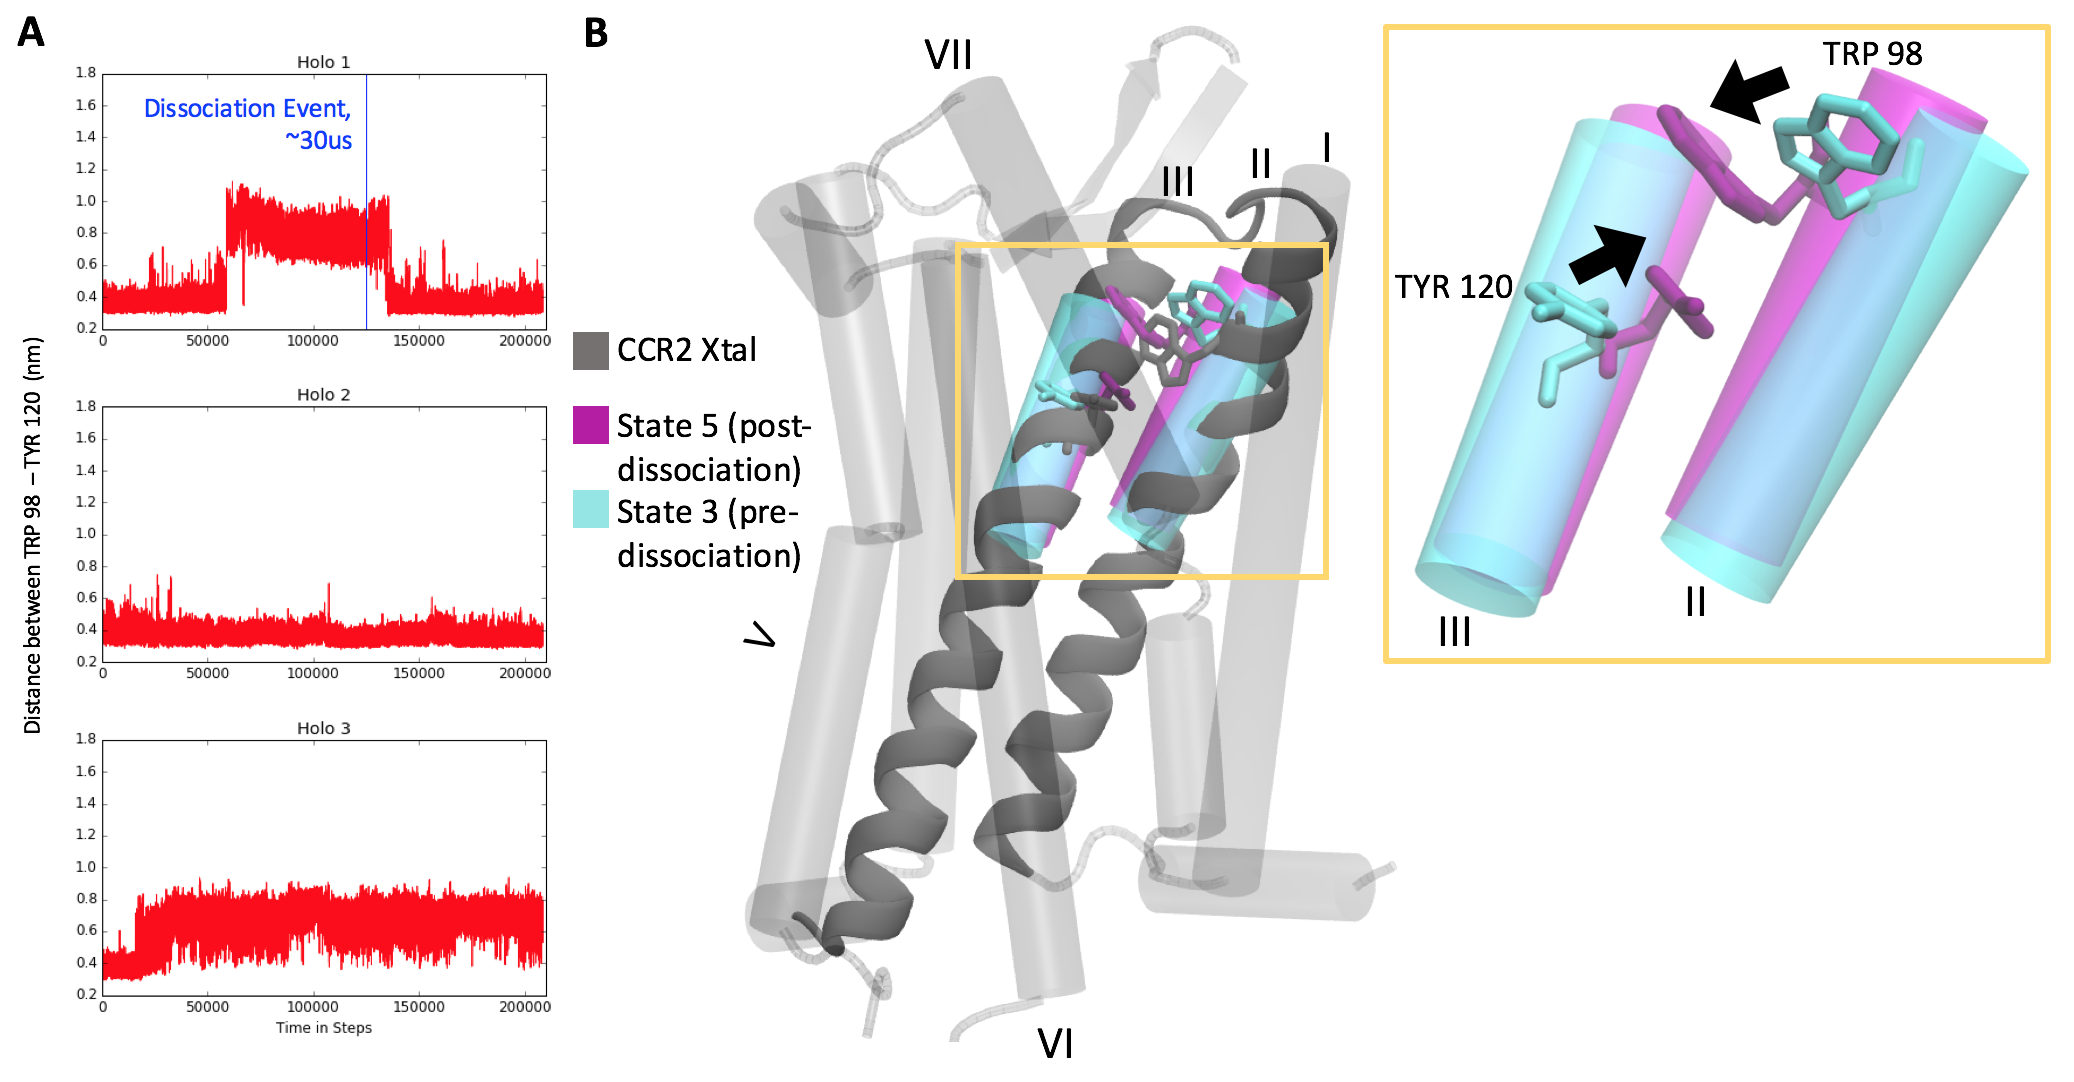 A
B
Holo 1
1.8
1.6
1.4
1.2
1.0
0.8
0.6
0.4
0.2
Dissociation Event,
~30us
0 50000 100000 150000 200000
Holo 2
1.8
1.6
1.4
1.2
1.0
0.8
0.6
0.4
0.2
0 50000 100000 150000 200000
Holo 3
1.8
1.6
1.4
1.2
1.0
0.8
0.6
0.4
0.2
0 50000 100000 150000 200000
Time in Steps
Distance between TRP 98 – TYR 120 (nm)
CCR2 Xtal
State 5 (post-
dissociation)
State 3 (pre-
dissociation)
VII
III
II
I
V
VI
TRP 98
TYR 120
III
II